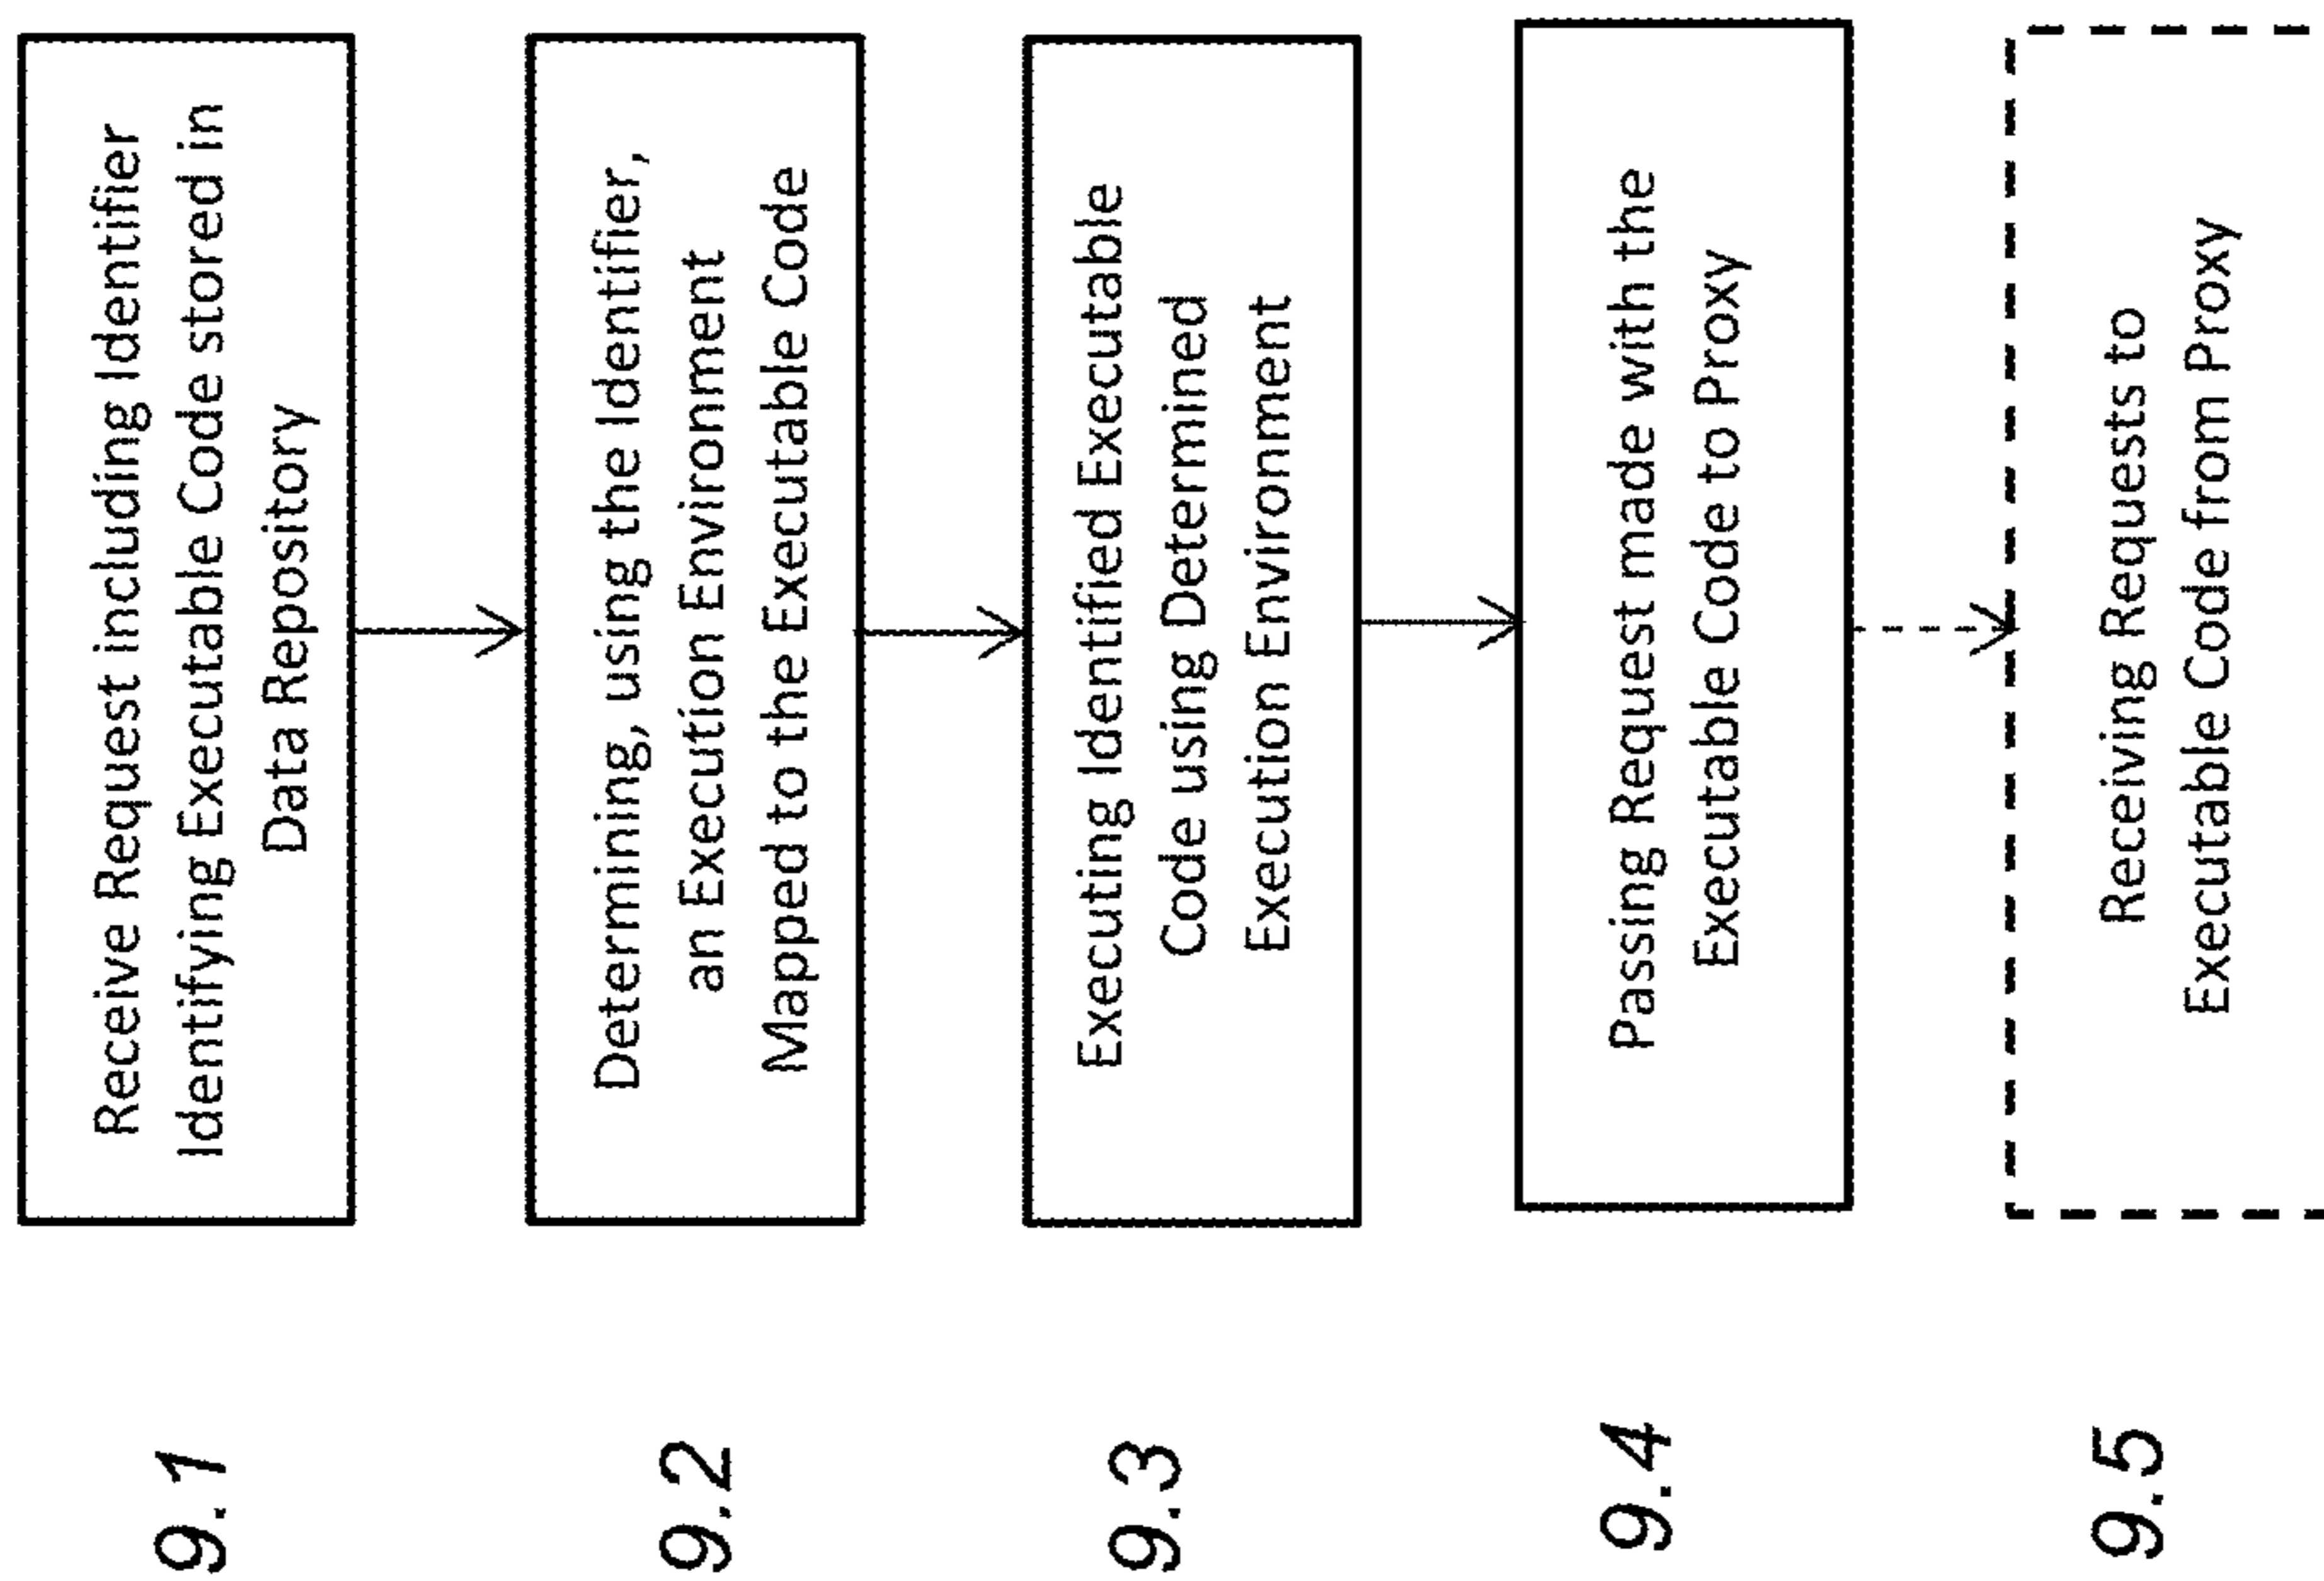 9.1
Receive Request including Identifier
Identifying Executable Code stored in
Data Repository
9.2
Determining, using the Identifier,
an Execution Environment
Mapped to the Executable Code
9.3
Executing Identified Executable
Code using Determined
Execution Environment
9.4
Passing Request made with the
Executable Code to Proxy
9.5
Receiving Requests to
Executable Code from Proxy